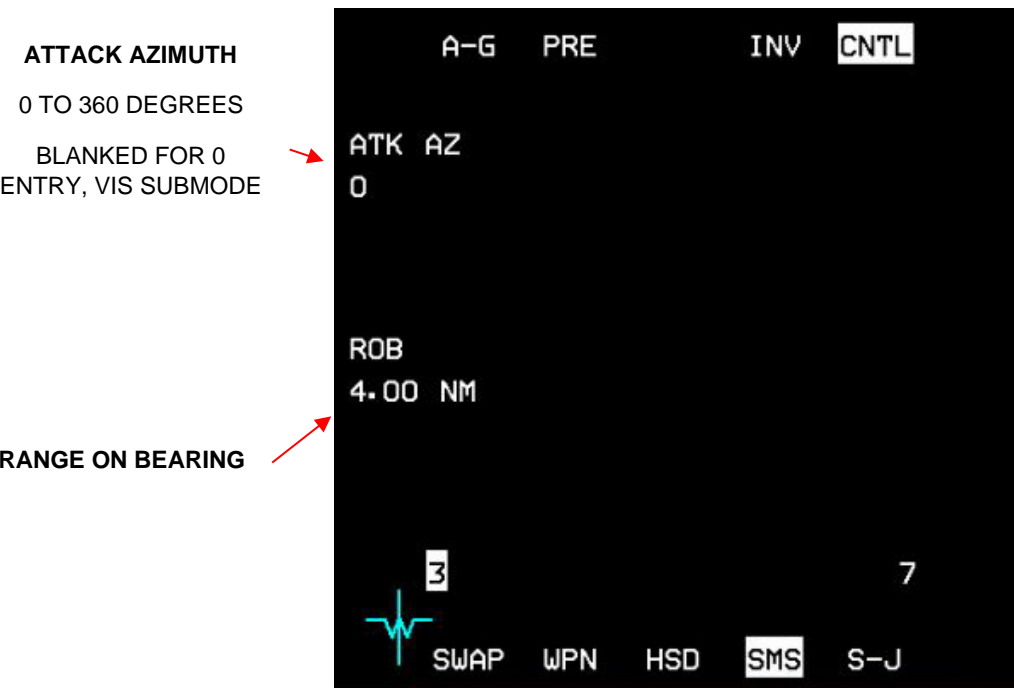 ATTACK AZIMUTH
0 TO 360 DEGREES
BLANKED FOR 0
ENTRY, VIS SUBMODE
RANGE ON BEARING
A-G PRE INV CNTL
ATK AZ
0
ROB
4.00 NM
3 7
SWAP WPN HSD SMS S-J